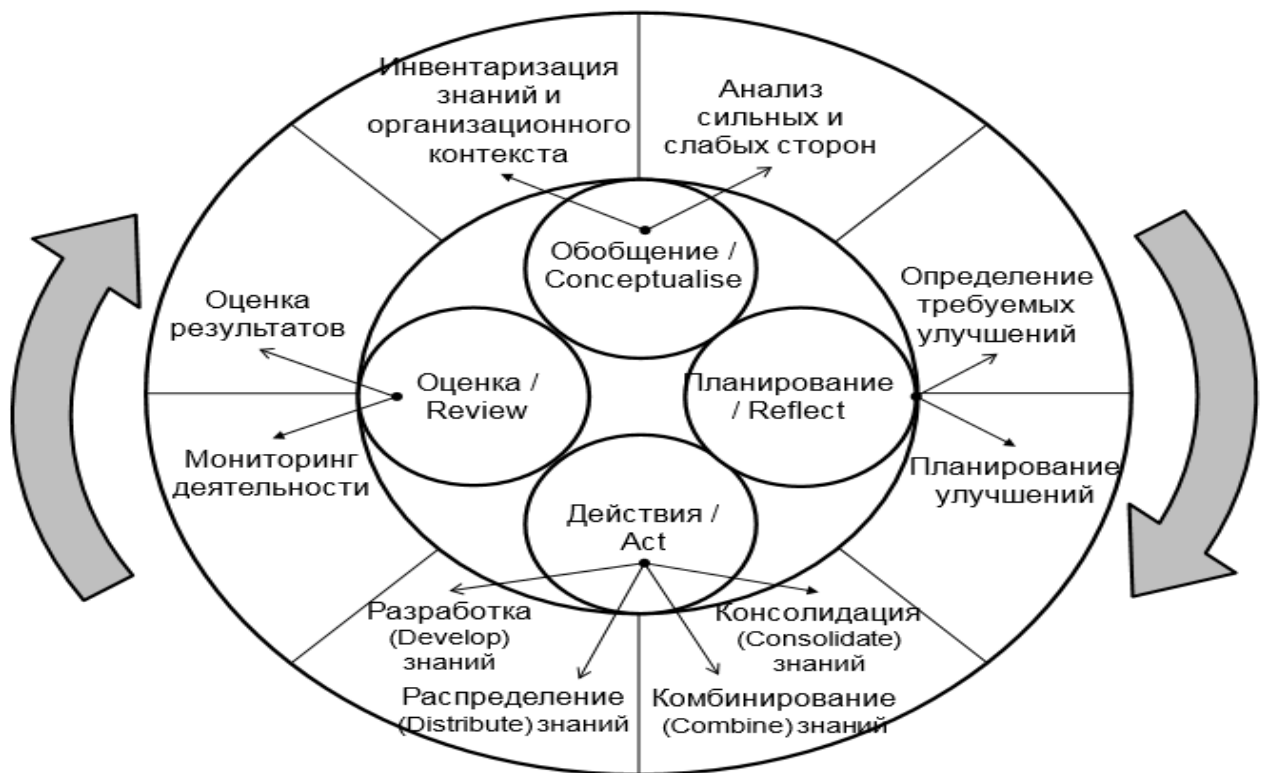 Инвентаризация
знаний и
организационного
контекста
Анализ
сильных и
слабых сторон
Обобщение /
Conceptualise
Оценка
результатов
Определение
требуемых
улучшений
Оценка /
Review
Планирование
/ Reflect
Мониторинг
деятельности
Планирование
улучшений
Действия /
Act
Разработка
(Develop)
знаний
Консолидация
(Consolidate)
знаний
Распределение
(Distribute) знаний
Комбинирование
(Combine) знаний